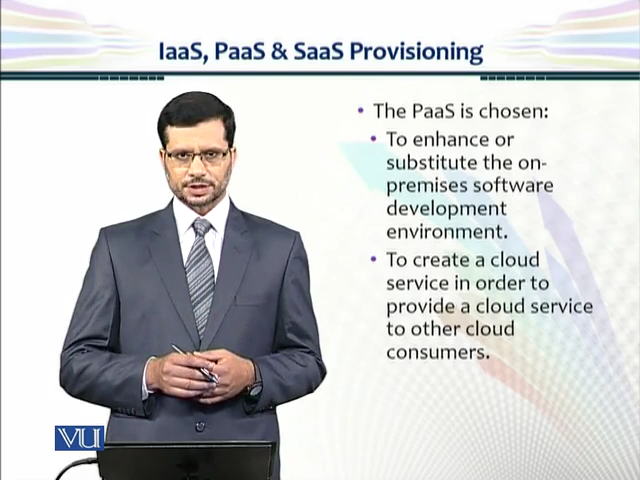 IaaS, PaaS & SaaS Provisioning
• The PaaS is chosen:
• To enhance or
substitute the on-
premises software
development
environment.
• To create a cloud
service in order to
provide a cloud service
to other cloud
consumers.
VU